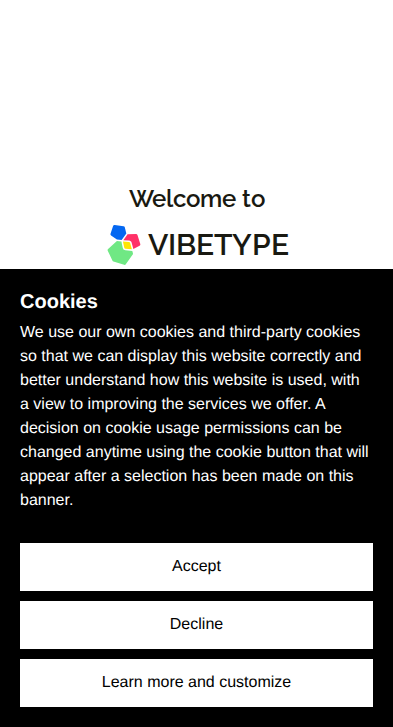 Welcome to
VIBETYPE
Cookies
We use our own cookies and third-party cookies
so that we can display this website correctly and
better understand how this website is used, with
a view to improving the services we offer. A
decision on cookie usage permissions can be
changed anytime using the cookie button that will
appear after a selection has been made on this
banner.
Accept
Decline
Learn more and customize